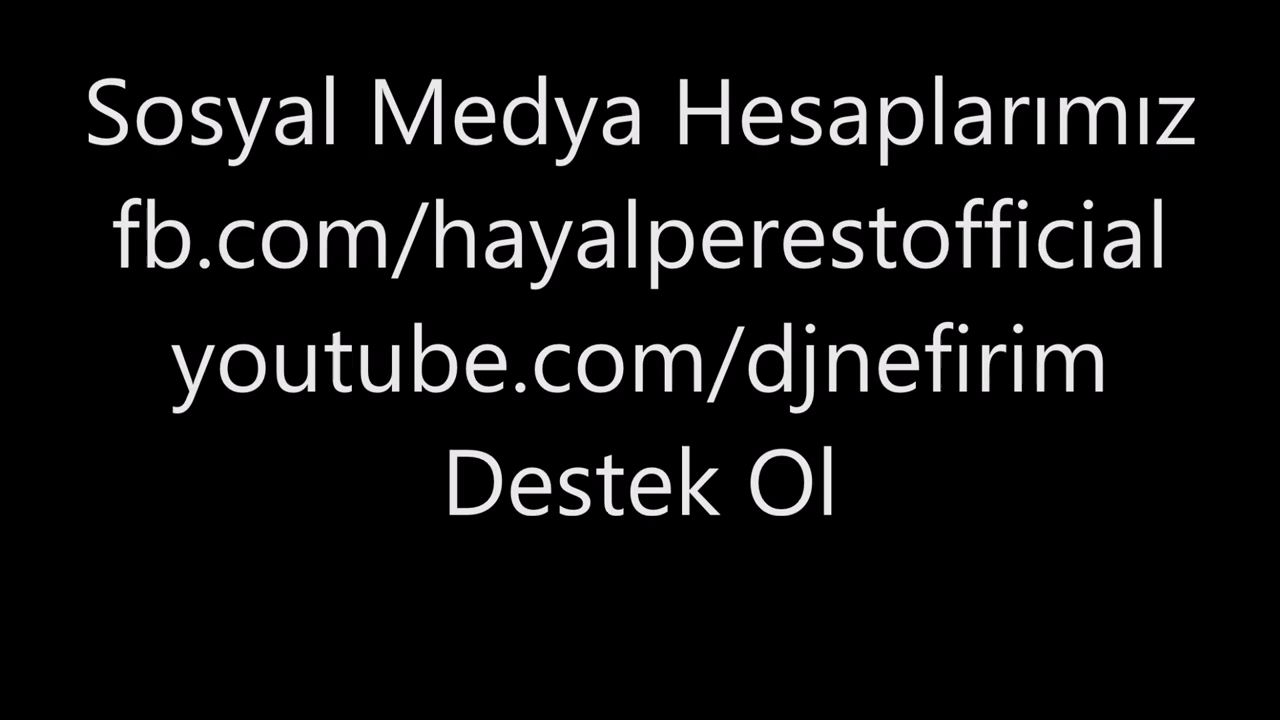 Sosyal Medya Hesaplarımız
fb.com/hayalperestofficial
youtube.com/djnefirim
Destek Ol